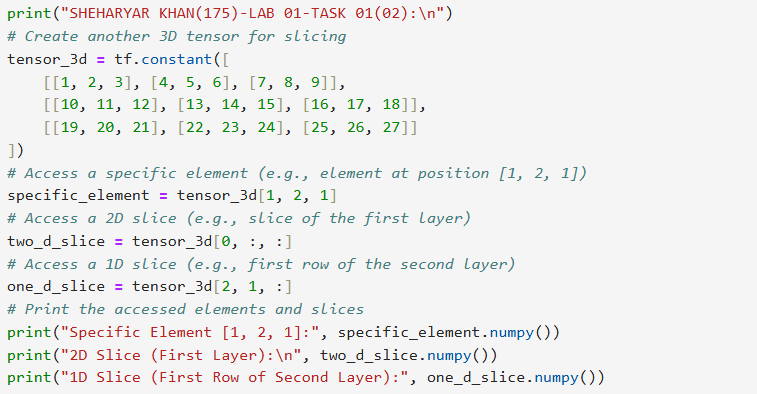 print("SHEHARYAR KHAN(175)-LAB 01-TASK 01(02):\n")
# Create another 3D tensor for slicing
tensor_3d = tf.constant([
    [[1, 2, 3], [4, 5, 6], [7, 8, 9]],
    [[10, 11, 12], [13, 14, 15], [16, 17, 18]],
    [[19, 20, 21], [22, 23, 24], [25, 26, 27]]
])
# Access a specific element (e.g., element at position [1, 2, 1])
specific_element = tensor_3d[1, 2, 1]
# Access a 2D slice (e.g., slice of the first layer)
two_d_slice = tensor_3d[0, :, :]
# Access a 1D slice (e.g., first row of the second layer)
one_d_slice = tensor_3d[2, 1, :]
# Print the accessed elements and slices
print("Specific Element [1, 2, 1]:", specific_element.numpy())
print("2D Slice (First Layer):\n", two_d_slice.numpy())
print("1D Slice (First Row of Second Layer):", one_d_slice.numpy())